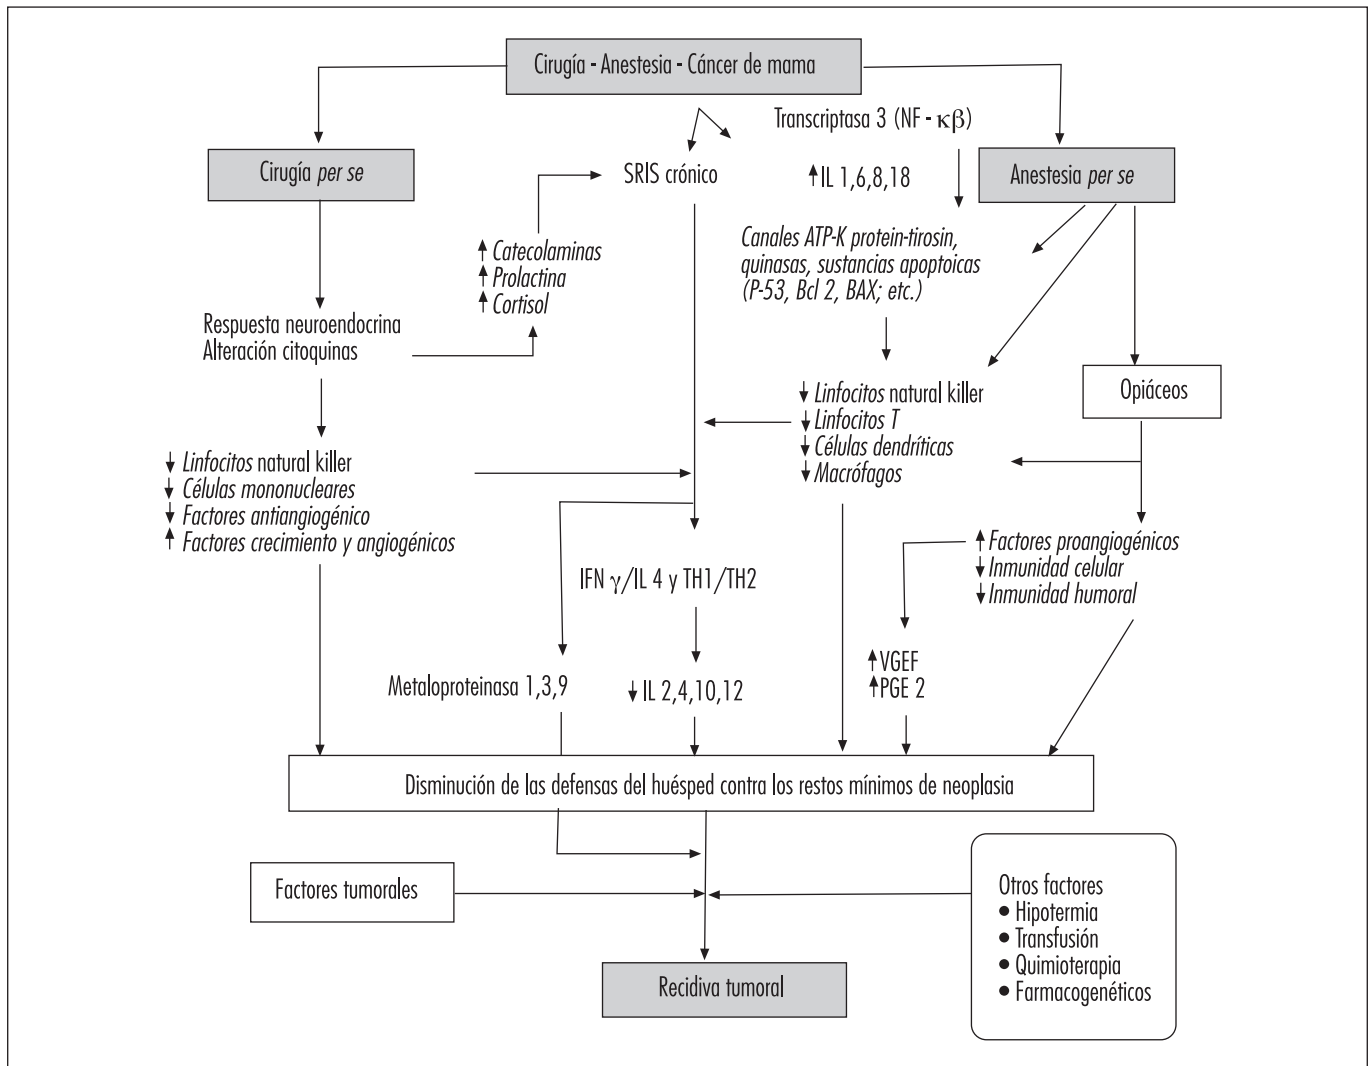 Cirugía - Anestesia - Cáncer de mama
Transcriptasa 3 (NF - κβ)
Cirugía per se
SRIS crónico
↑IL 1,6,8,18
Anestesia per se
↑ Catecolaminas
↑ Prolactina
↑ Cortisol
Canales ATP-K protein-tirosin,
quinasas, sustancias apoptoicas
(P-53, Bcl 2, BAX; etc.)
Respuesta neuroendocrina
Alteración citoquinas
↓ Linfocitos natural killer
↓ Linfocitos T
↓ Células dendríticas
↓ Macrófagos
Opiáceos
↓ Linfocitos natural killer
↓ Células mononucleares
↓ Factores antiangiogénico
↑ Factores crecimiento y angiogénicos
↑ Factores proangiogénicos
↓ Inmunidad celular
↓ Inmunidad humoral
IFN γ/IL 4 y TH1/TH2
↑VGEF
↑PGE 2
Metaloproteinasa 1,3,9
↓ IL 2,4,10,12
Disminución de las defensas del huésped contra los restos mínimos de neoplasia
Factores tumorales
Otros factores
● Hipotermia
● Transfusión
● Quimioterapia
● Farmacogenéticos
Recidiva tumoral